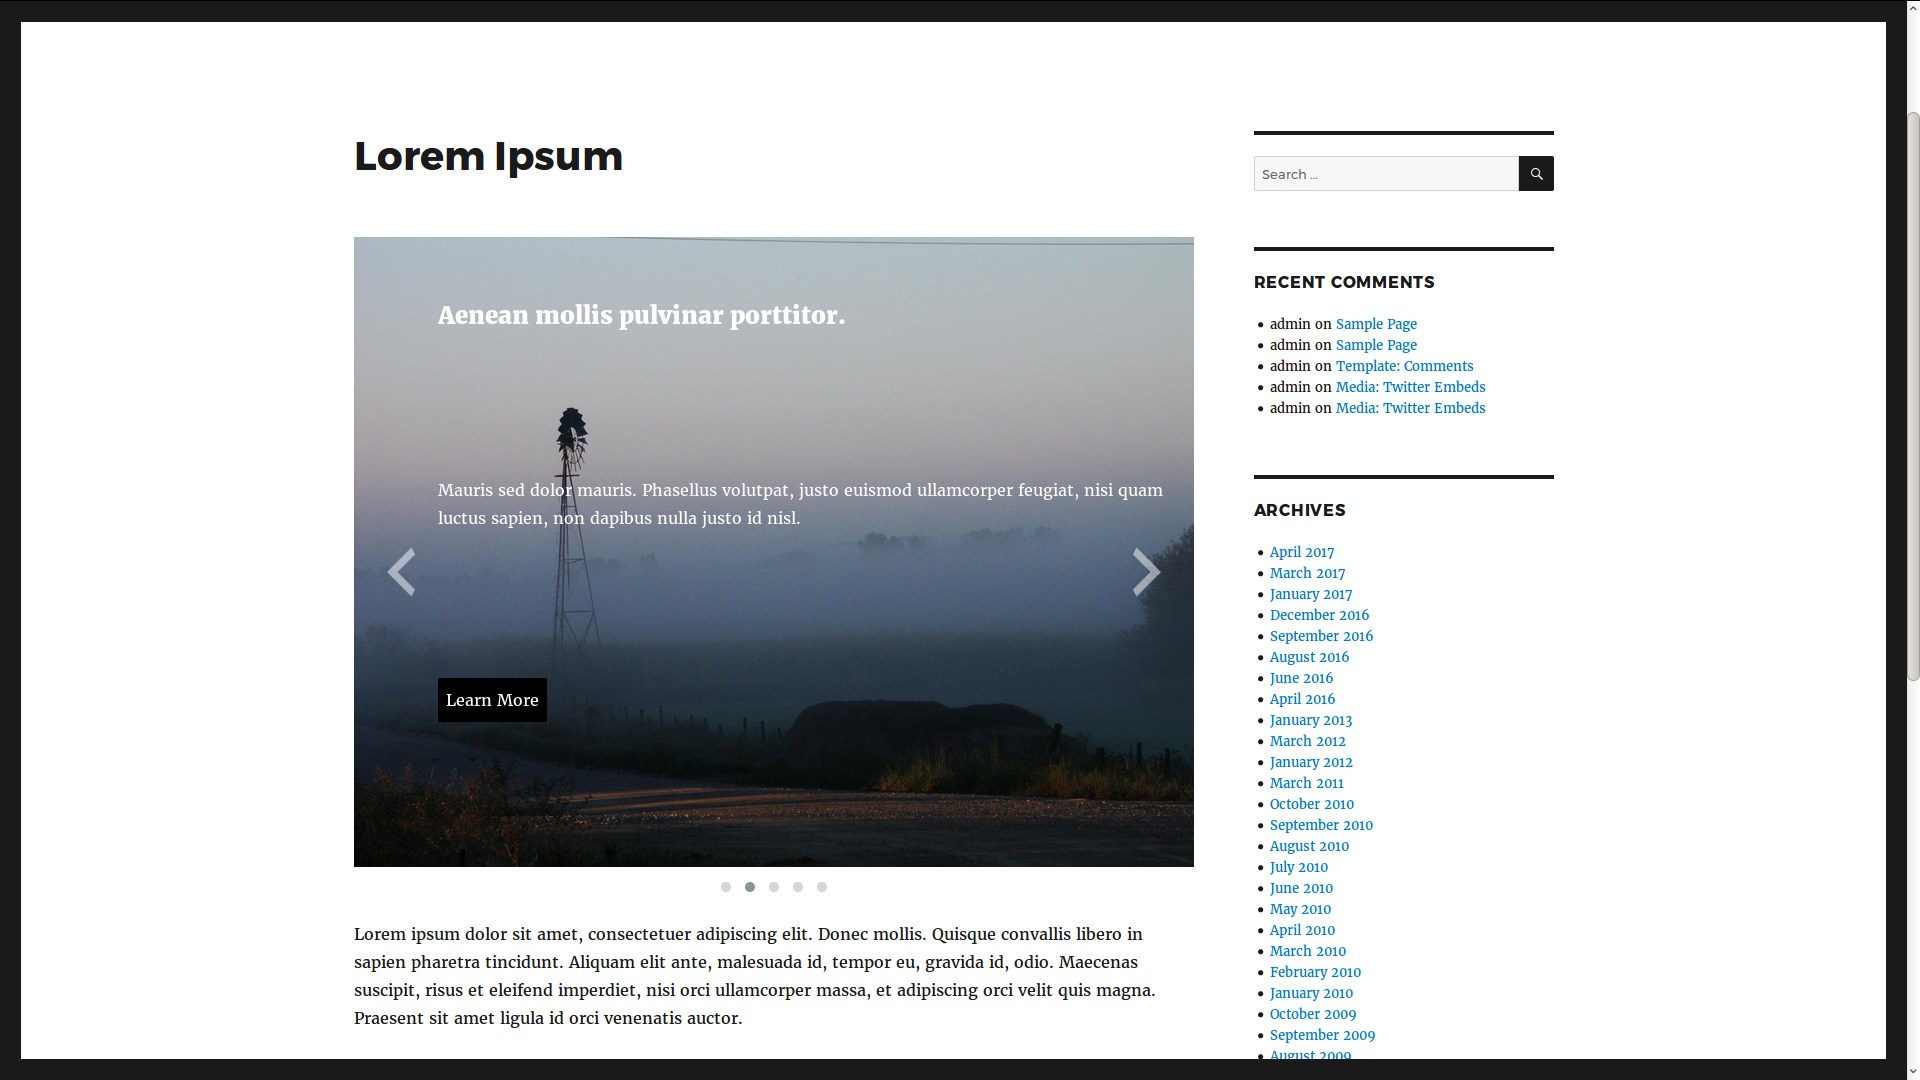 Lorem Ipsum
Aenean mollis pulvinar porttitor.
Mauris sed dolor mauris. Phasellus volutpat, justo euismod ullamcorper feugiat, nisi quam
luctus sapien, non dapibus nulla justo id nisl.
Learn More
Lorem ipsum dolor sit amet, consectetuer adipiscing elit. Donec mollis. Quisque convallis libero in
sapien pharetra tincidunt. Aliquam elit ante, malesuada id, tempor eu, gravida id, odio. Maecenas
suscipit, risus et eleifend imperdiet, nisi orci ullamcorper massa, et adipiscing orci velit quis magna.
Praesent sit amet ligula id orci venenatis auctor.
Search …
RECENT COMMENTS
admin on Sample Page
admin on Sample Page
admin on Template: Comments
admin on Media: Twitter Embeds
admin on Media: Twitter Embeds
ARCHIVES
April 2017
March 2017
January 2017
December 2016
September 2016
August 2016
June 2016
April 2016
January 2013
March 2012
January 2012
March 2011
October 2010
September 2010
August 2010
July 2010
June 2010
May 2010
April 2010
March 2010
February 2010
January 2010
October 2009
September 2009
August 2009